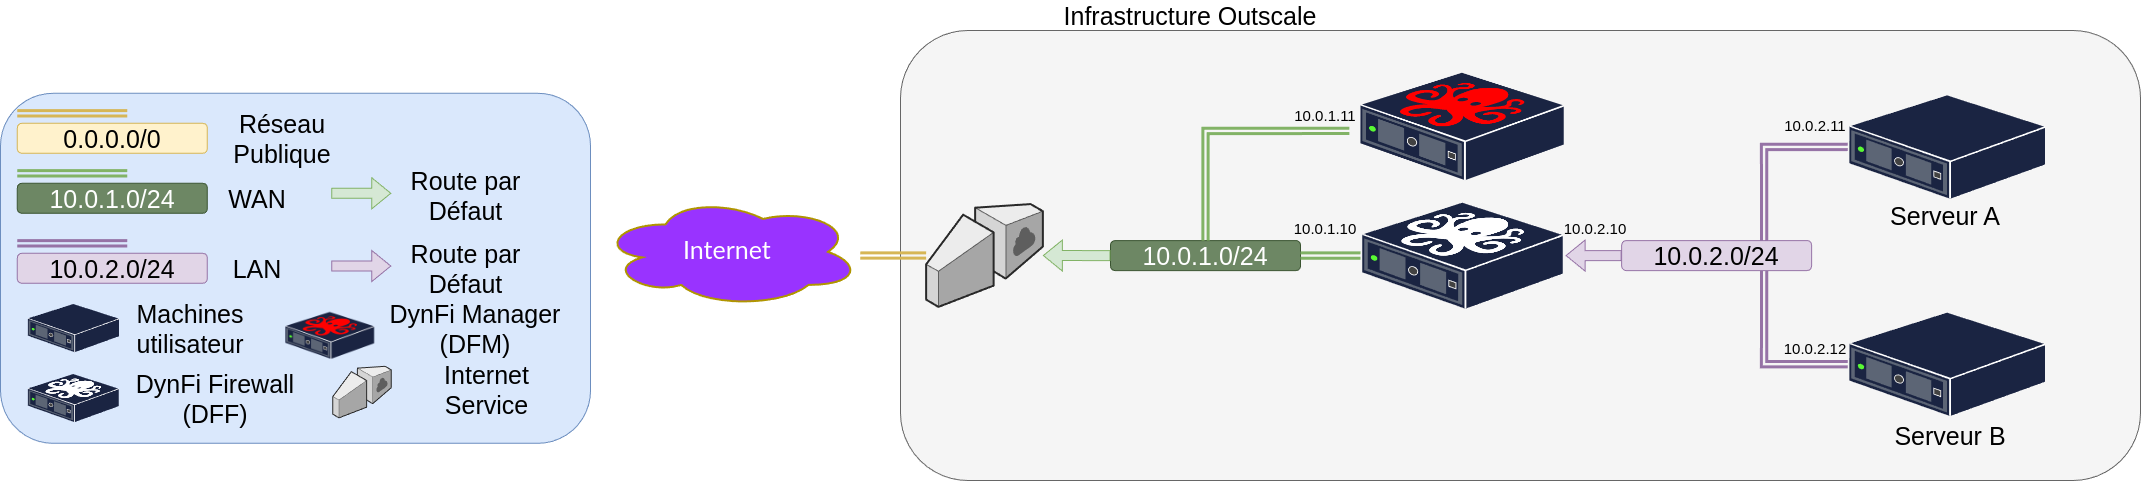 Infrastructure Outscale
0.0.0.0/0
Réseau
Publique
10.0.1.0/24
WAN
Route par
Défaut
10.0.2.0/24
LAN
Route par
Défaut
Machines
utilisateur
DynFi Manager
(DFM)
DynFi Firewall
(DFF)
Internet
Service
Internet
10.0.1.11
10.0.1.0/24
10.0.1.10
10.0.2.10
10.0.2.0/24
10.0.2.11
Serveur A
10.0.2.12
Serveur B